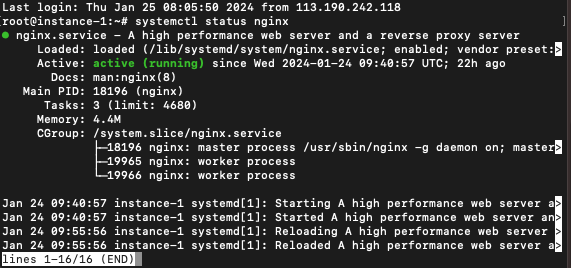 Last login: Thu Jan 25 08:05:50 2024 from 113.190.242.118
[root@instance-1:~# systemctl status nginx
● nginx.service - A high performance web server and a reverse proxy server
Loaded: loaded (/lib/systemd/system/nginx.service; enabled; vendor preset:>
Active: active (running) since Wed 2024-01-24 09:40:57 UTC; 22h ago
Docs: man:nginx(8)
Main PID: 18196 (nginx)
Tasks: 3 (limit: 4680)
Memory: 4.4M
CGroup: /system.slice/nginx.service
├─18196 nginx: master process /usr/sbin/nginx -g daemon on; master>
├─19965 nginx: worker process
└─19966 nginx: worker process
Jan 24 09:40:57 instance-1 systemd[1]: Starting A high performance web server a>
Jan 24 09:40:57 instance-1 systemd[1]: Started A high performance web server an>
Jan 24 09:55:56 instance-1 systemd[1]: Reloading A high performance web server >
Jan 24 09:55:56 instance-1 systemd[1]: Reloaded A high performance web server a>
lines 1-16/16 (END)